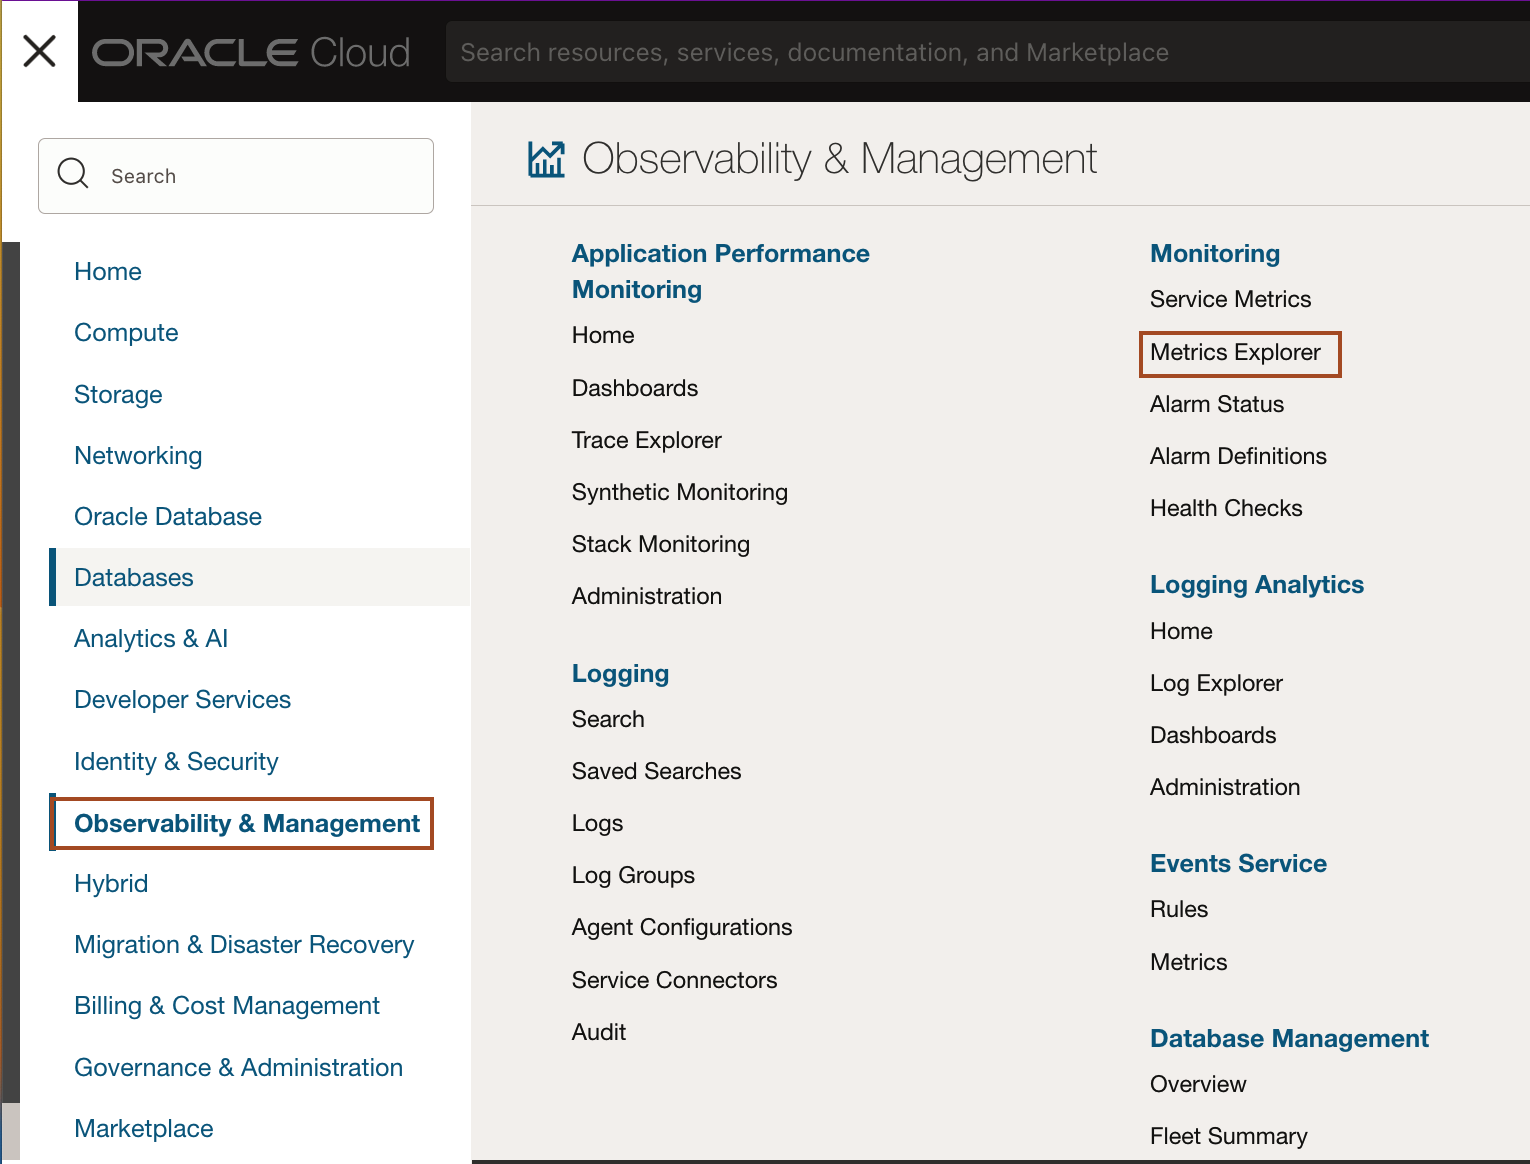 ORACLE Cloud
Search resources, services, documentation, and Marketplace
Search
Home
Compute
Storage
Networking
Oracle Database
Databases
Analytics & AI
Developer Services
Identity & Security
Observability & Management
Hybrid
Migration & Disaster Recovery
Billing & Cost Management
Governance & Administration
Marketplace
Observability & Management
Application Performance
Monitoring
Home
Dashboards
Trace Explorer
Synthetic Monitoring
Stack Monitoring
Administration
Logging
Search
Saved Searches
Logs
Log Groups
Agent Configurations
Service Connectors
Audit
Monitoring
Service Metrics
Metrics Explorer
Alarm Status
Alarm Definitions
Health Checks
Logging Analytics
Home
Log Explorer
Dashboards
Administration
Events Service
Rules
Metrics
Database Management
Overview
Fleet Summary